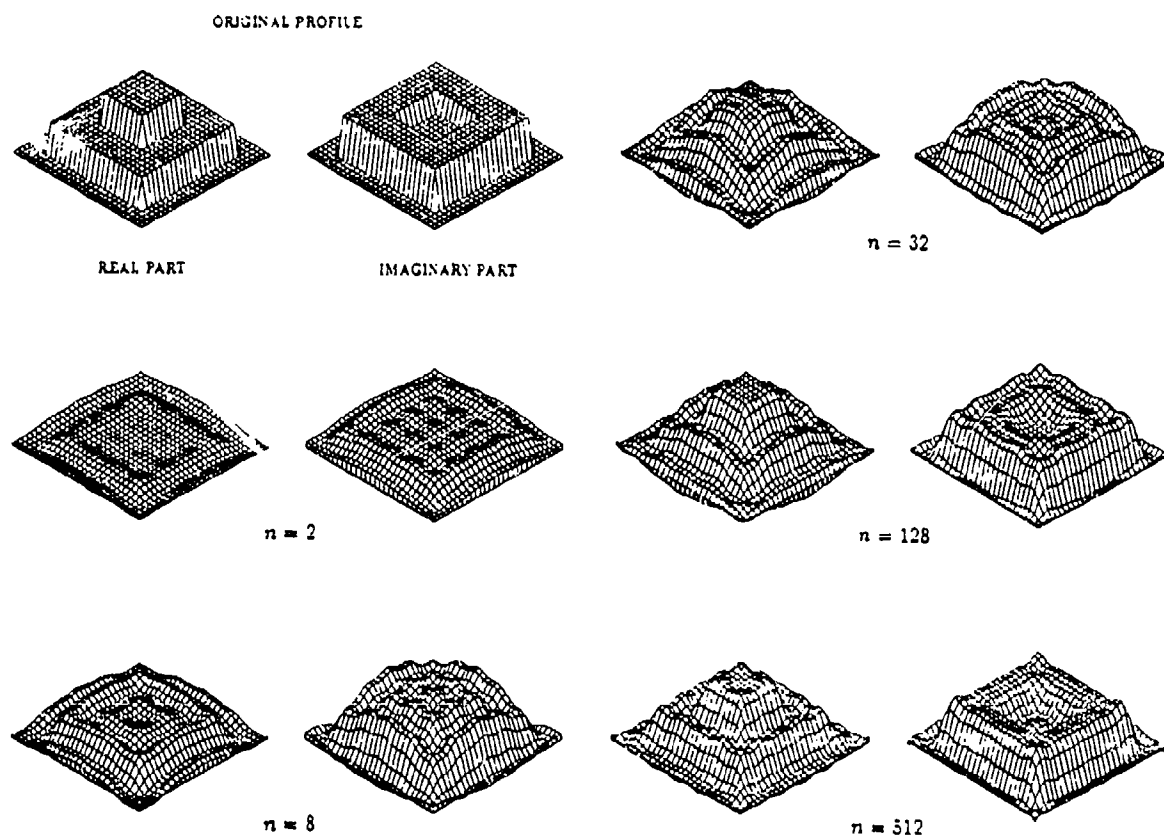 ORIGINAL PROFILE
REAL PART
IMAGINARY PART
n = 2
n = 8
n = 32
n = 128
n = 512